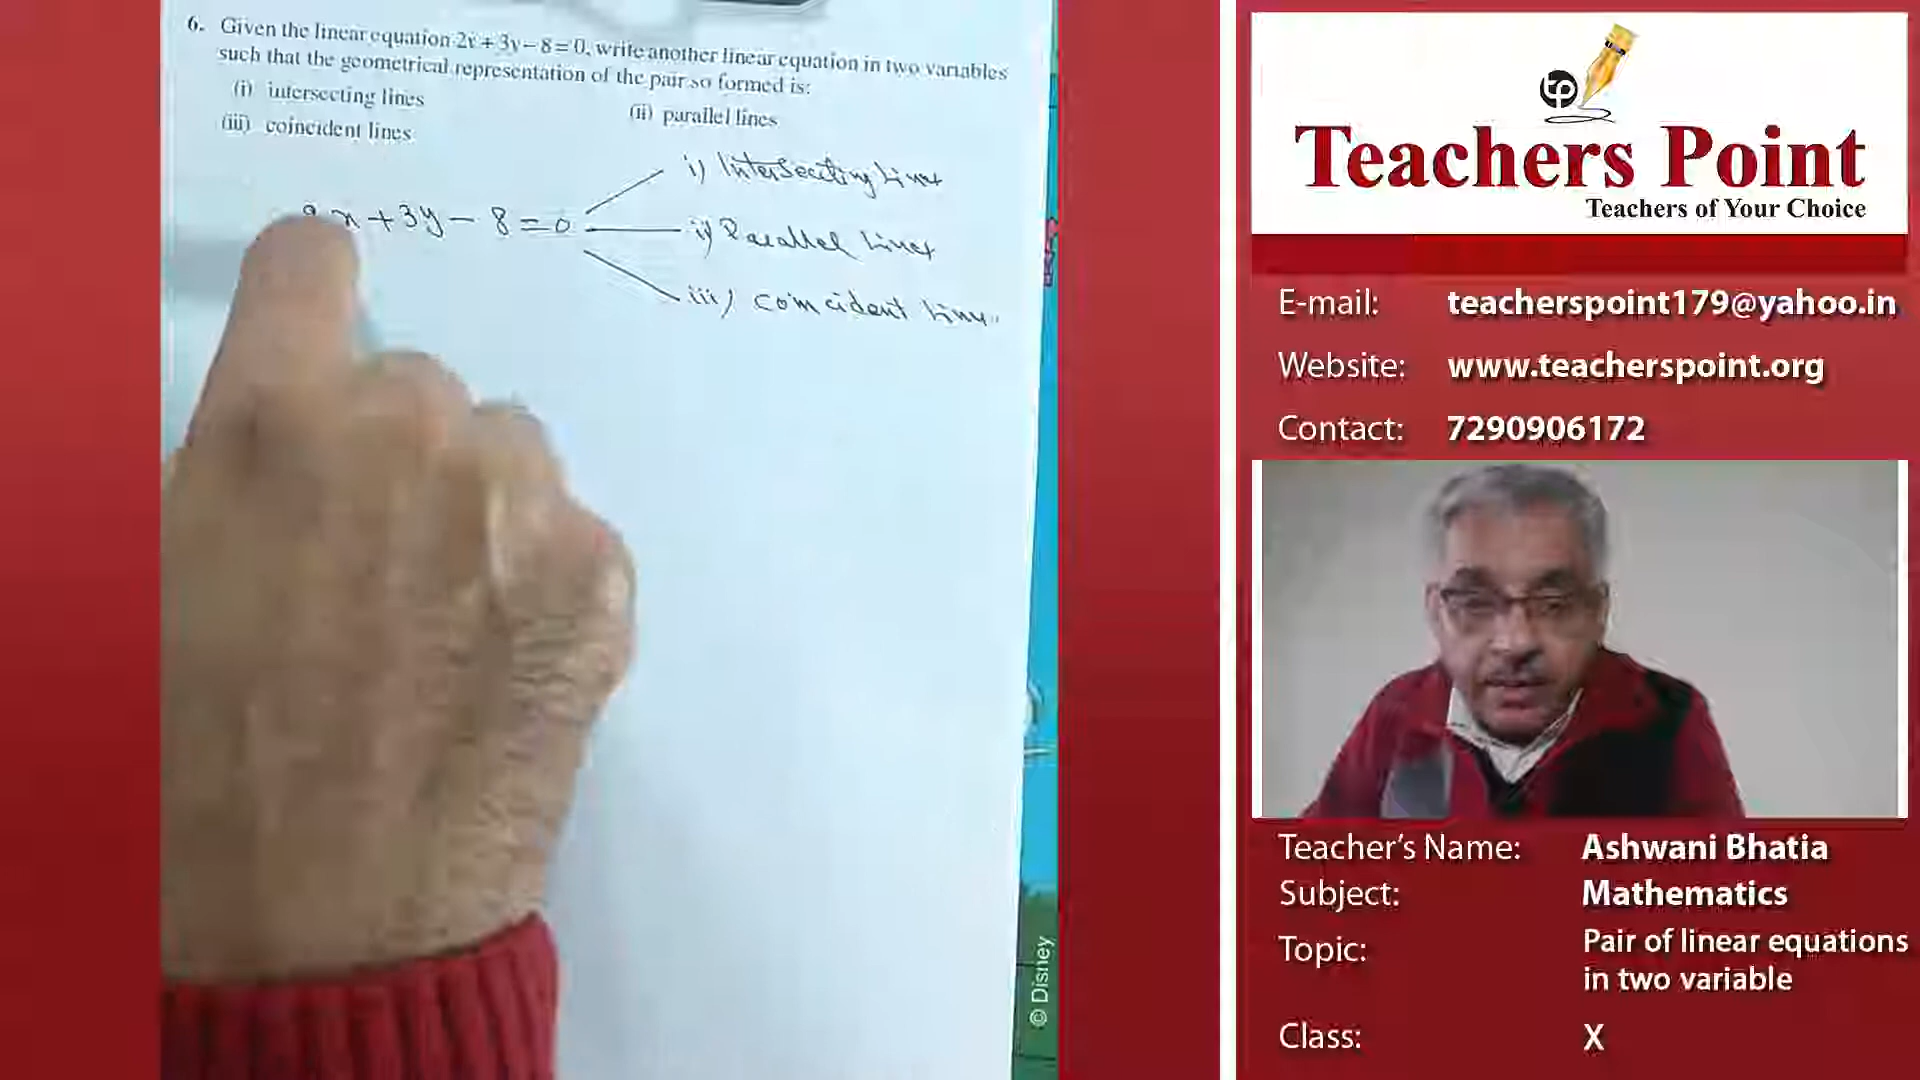 6. Given the linear equation 2x + 3y – 8 = 0, write another linear equation in two variables
such that the geometrical representation of the pair so formed is:
(i) intersecting lines
(ii) parallel lines
(iii) coincident lines
x + 3y – 8 = 0
i) Intersecting Lines
ii) Parallel Lines
iii) Coincident Lines
© Disney
tp
Teachers Point
Teachers of Your Choice
E-mail: teacherspoint179@yahoo.in
Website: www.teacherspoint.org
Contact: 7290906172
Teacher's Name: Ashwani Bhatia
Subject: Mathematics
Topic: Pair of linear equations
in two variable
Class: X